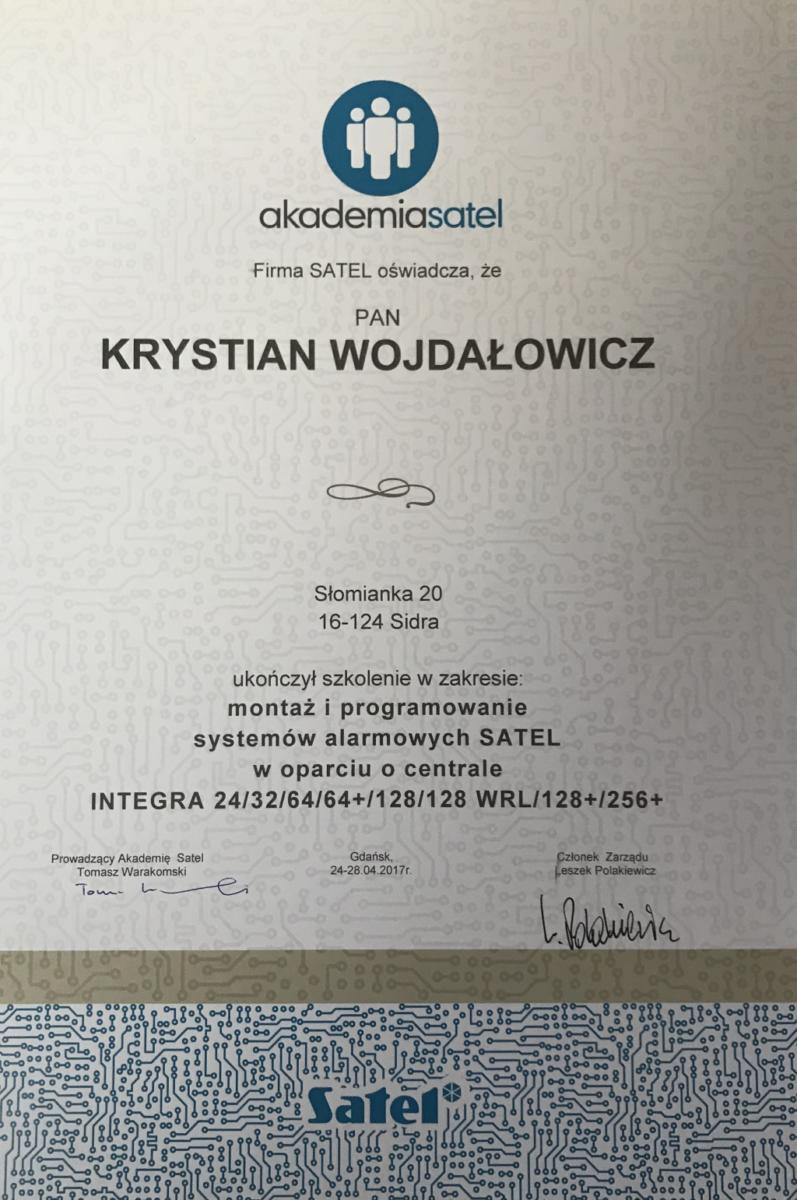 akademiasatel
Firma SATEL oświadcza, że
PAN
KRYSTIAN WOJDAŁOWICZ
Słomianka 20
16-124 Sidra
ukończył szkolenie w zakresie:
montaż i programowanie
systemów alarmowych SATEL
w oparciu o centrale
INTEGRA 24/32/64/64+/128/128 WRL/128+/256+
Prowadzący Akademię Satel
Tomasz Warakomski
Gdańsk,
24-28.04.2017r.
Członek Zarządu
Leszek Polakiewicz
L. Polakiewicz
Satel